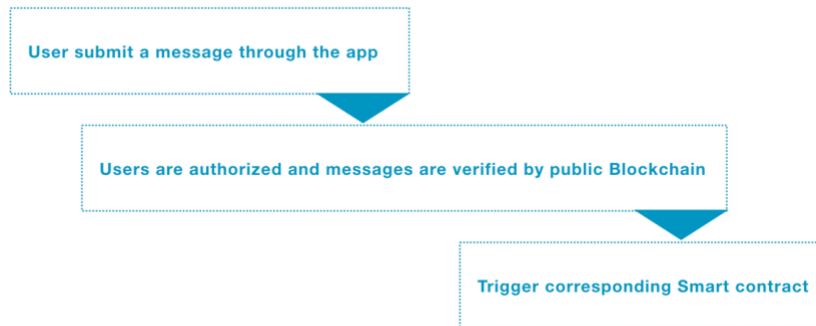 User submit a message through the app
Users are authorized and messages are verified by public Blockchain
Trigger corresponding Smart contract